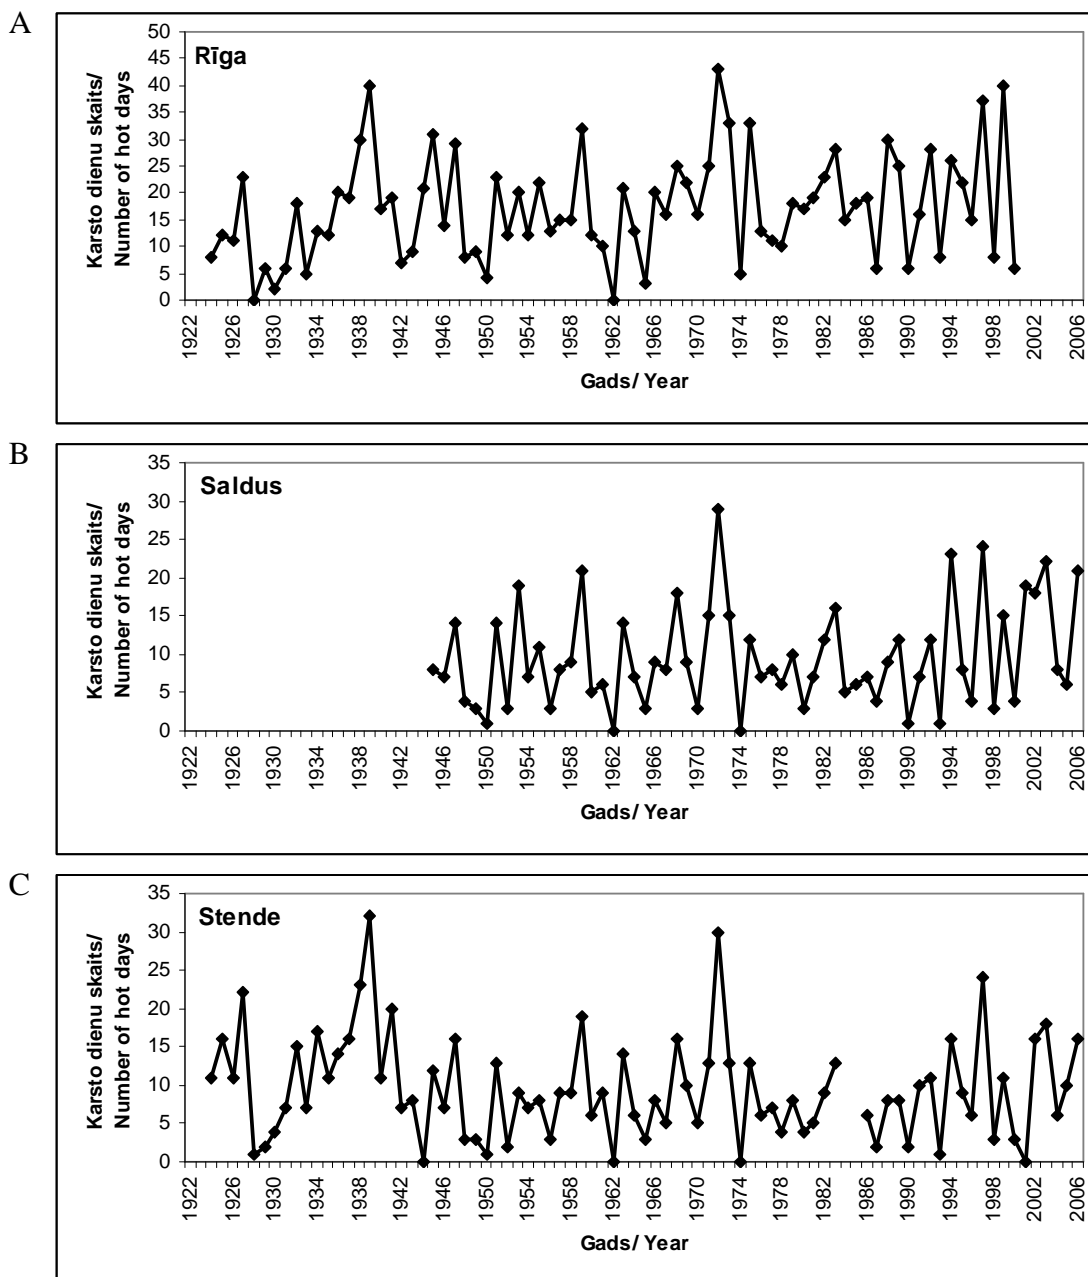 A
Rīga
Karsto dienu skaits/
Number of hot days
50
45
40
35
30
25
20
15
10
5
0
1922 1926 1930 1934 1938 1942 1946 1950 1954 1958 1962 1966 1970 1974 1978 1982 1986 1990 1994 1998 2002 2006
Gads/ Year
B
Saldus
Karsto dienu skaits/
Number of hot days
35
30
25
20
15
10
5
0
1922 1926 1930 1934 1938 1942 1946 1950 1954 1958 1962 1966 1970 1974 1978 1982 1986 1990 1994 1998 2002 2006
Gads/ Year
C
Stende
Karsto dienu skaits/
Number of hot days
35
30
25
20
15
10
5
0
1922 1926 1930 1934 1938 1942 1946 1950 1954 1958 1962 1966 1970 1974 1978 1982 1986 1990 1994 1998 2002 2006
Gads/ Year